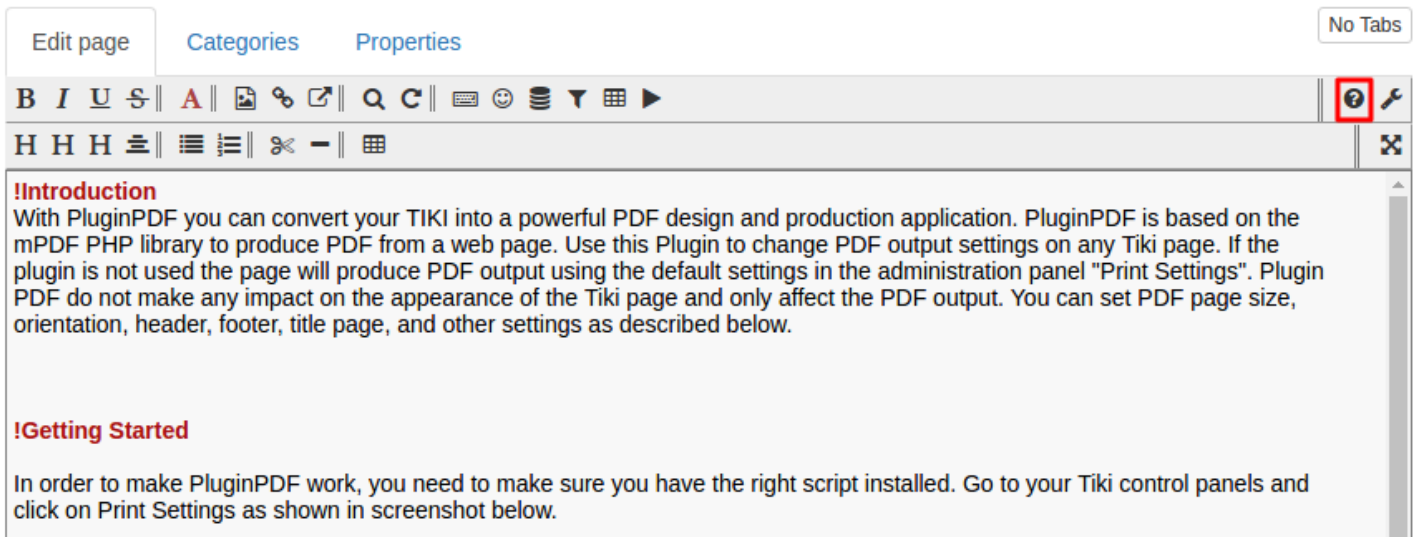 No Tabs
Edit page Categories Properties
B I U S A
H H H
!Introduction
With PluginPDF you can convert your TIKI into a powerful PDF design and production application. PluginPDF is based on the
mPDF PHP library to produce PDF from a web page. Use this Plugin to change PDF output settings on any Tiki page. If the
plugin is not used the page will produce PDF output using the default settings in the administration panel "Print Settings". Plugin
PDF do not make any impact on the appearance of the Tiki page and only affect the PDF output. You can set PDF page size,
orientation, header, footer, title page, and other settings as described below.
!Getting Started
In order to make PluginPDF work, you need to make sure you have the right script installed. Go to your Tiki control panels and
click on Print Settings as shown in screenshot below.